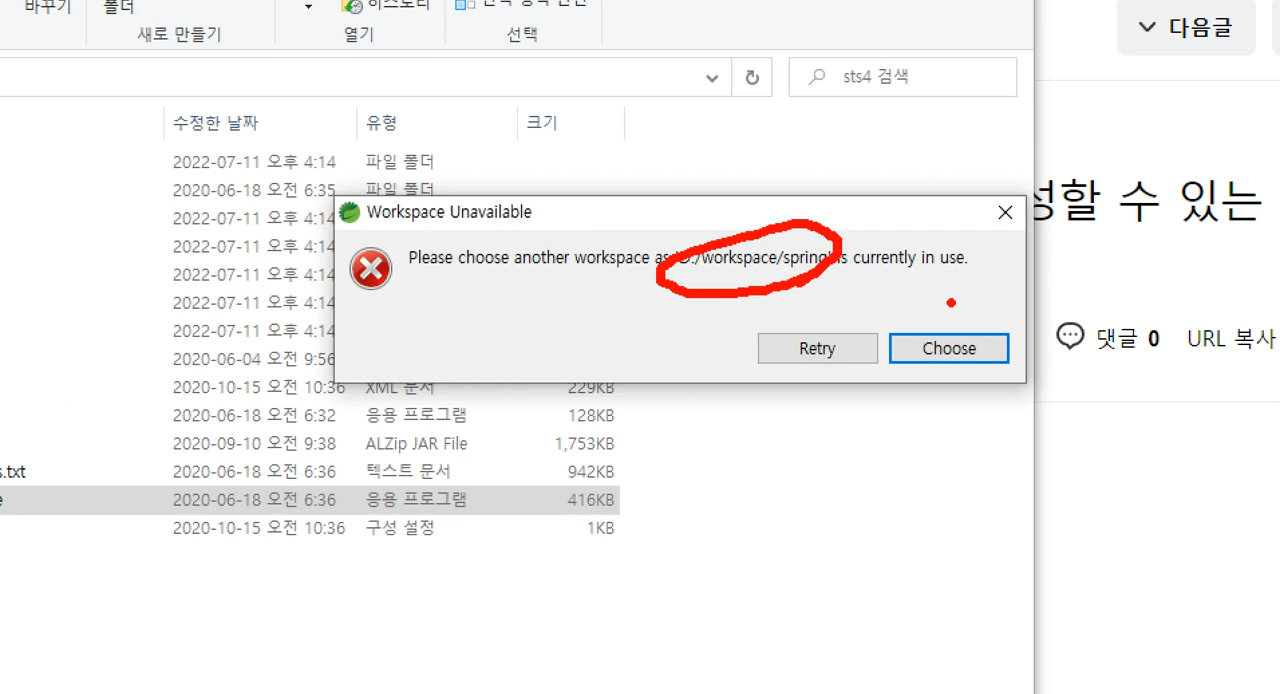 바꾸기
폴더
히스토리
새로 만들기
열기
선택
다음글
sts4 검색
수정한 날짜
유형
크기
2022-07-11 오후 4:14
파일 폴더
2020-06-18 오전 6:35
파일 폴더
2022-07-11 오후 4:14
2022-07-11 오후 4:14
2022-07-11 오후 4:14
2022-07-11 오후 4:14
2022-07-11 오후 4:14
2020-06-04 오전 9:56
2020-10-15 오전 10:36
XML 문서
229KB
2020-06-18 오전 6:32
응용 프로그램
128KB
2020-09-10 오전 9:38
ALZip JAR File
1,753KB
s.txt
2020-06-18 오전 6:36
텍스트 문서
942KB
e
2020-06-18 오전 6:36
응용 프로그램
416KB
2020-10-15 오전 10:36
구성 설정
1KB
Workspace Unavailable
Please choose another workspace as 'D:/workspace/spring' is currently in use.
Retry
Choose
성할 수 있는
댓글 0
URL 복사